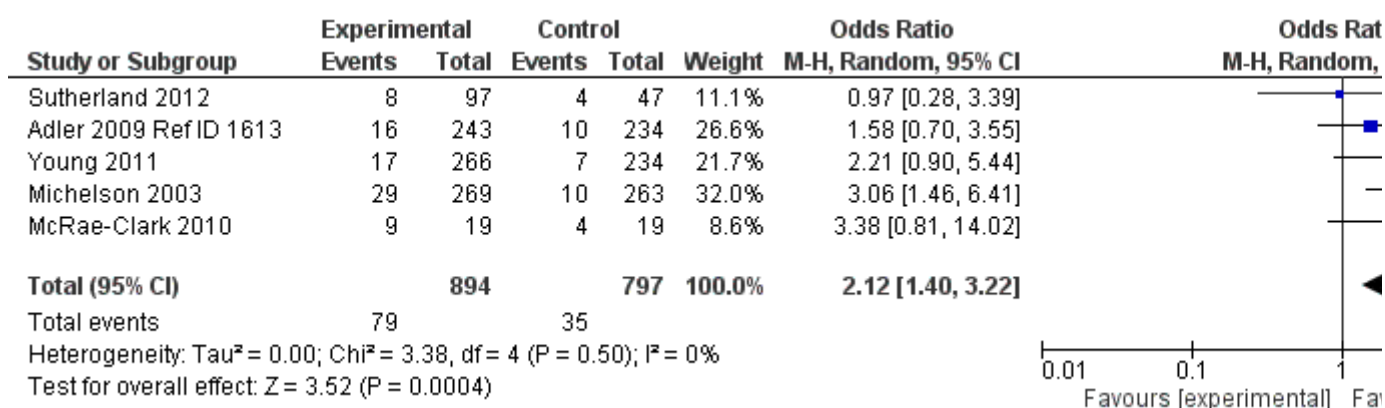 Experimental Control Odds Ratio Odds Rat
Study or Subgroup Events Total Events Total Weight M-H, Random, 95% CI M-H, Random,
Sutherland 2012 8 97 4 47 11.1% 0.97 [0.28, 3.39]
Adler 2009 Ref ID 1613 16 243 10 234 26.6% 1.58 [0.70, 3.55]
Young 2011 17 266 7 234 21.7% 2.21 [0.90, 5.44]
Michelson 2003 29 269 10 263 32.0% 3.06 [1.46, 6.41]
McRae-Clark 2010 9 19 4 19 8.6% 3.38 [0.81, 14.02]
Total (95% CI) 894 797 100.0% 2.12 [1.40, 3.22]
Total events 79 35
Heterogeneity: Tau² = 0.00; Chi² = 3.38, df = 4 (P = 0.50); I² = 0%
Test for overall effect: Z = 3.52 (P = 0.0004)
0.01 0.1 1
Favours [experimental] Fa